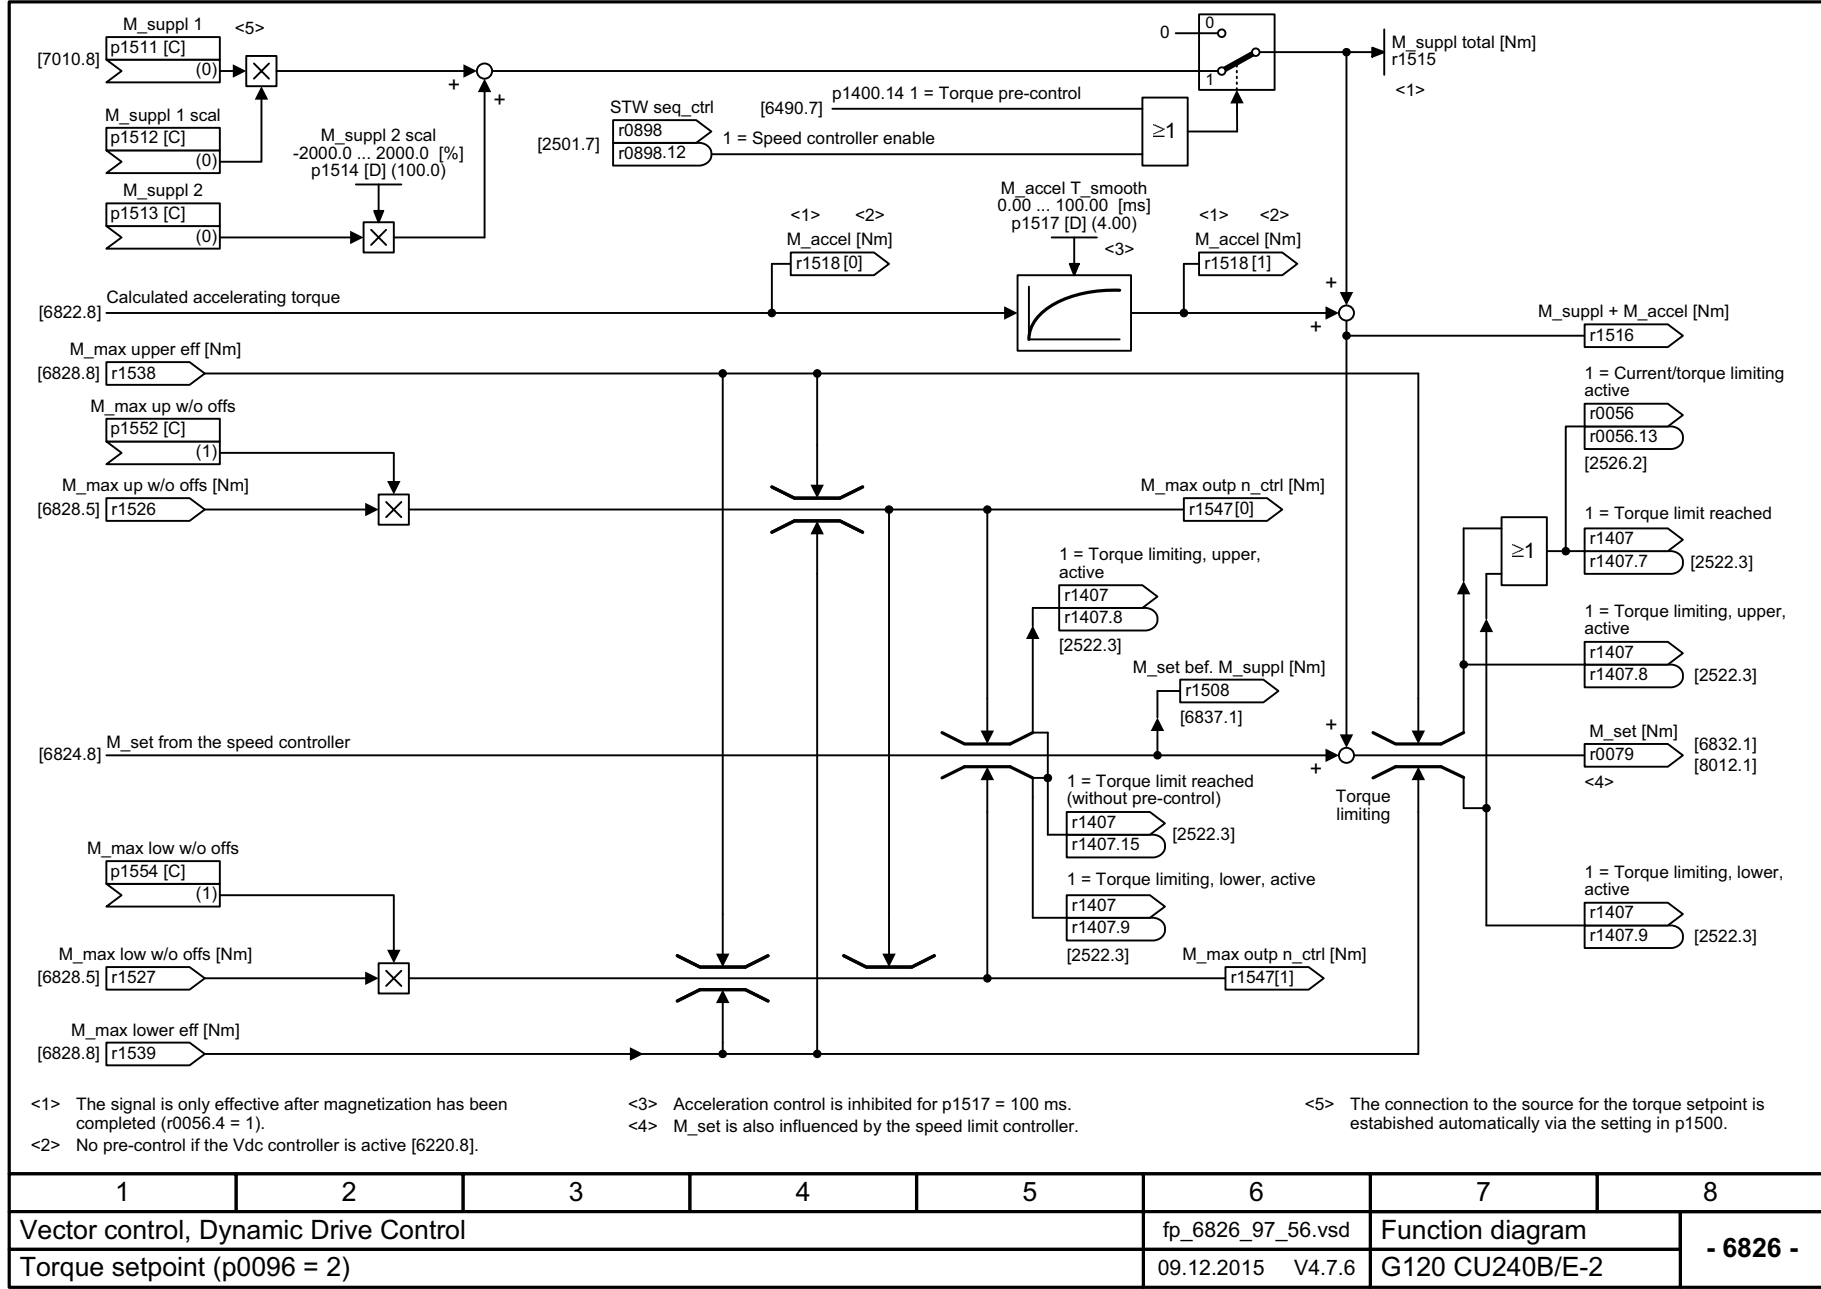 M_suppl 1
<5>
[7010.8]
p1511 [C]
(0)
M_suppl 1 scal
p1512 [C]
(0)
M_suppl 2
p1513 [C]
(0)
M_suppl 2 scal
-2000.0 ... 2000.0 [%]
p1514 [D] (100.0)
+
+
STW seq_ctrl
[2501.7]
r0898
r0898.12
[6490.7]
p1400.14 1 = Torque pre-control
1 = Speed controller enable
≥1
0
0
1
M_suppl total [Nm]
r1515
<1>
<1> <2>
M_accel [Nm]
r1518 [0]
M_accel T_smooth
0.00 ... 100.00 [ms]
p1517 [D] (4.00)
<3>
<1> <2>
M_accel [Nm]
r1518 [1]
[6822.8]
Calculated accelerating torque
+
+
M_suppl + M_accel [Nm]
r1516
M_max upper eff [Nm]
[6828.8]
r1538
M_max up w/o offs
p1552 [C]
(1)
M_max up w/o offs [Nm]
[6828.5]
r1526
M_max outp n_ctrl [Nm]
r1547[0]
1 = Current/torque limiting
active
r0056
r0056.13
[2526.2]
1 = Torque limit reached
r1407
r1407.7
[2522.3]
≥1
1 = Torque limiting, upper,
active
r1407
r1407.8
[2522.3]
1 = Torque limiting, upper,
active
r1407
r1407.8
[2522.3]
M_set bef. M_suppl [Nm]
r1508
[6837.1]
[6824.8]
M_set from the speed controller
+
+
Torque
limiting
M_set [Nm]
r0079
<4>
[6832.1]
[8012.1]
1 = Torque limit reached
(without pre-control)
r1407
r1407.15
[2522.3]
1 = Torque limiting, lower, active
r1407
r1407.9
[2522.3]
1 = Torque limiting, lower,
active
r1407
r1407.9
[2522.3]
M_max low w/o offs
p1554 [C]
(1)
M_max low w/o offs [Nm]
[6828.5]
r1527
M_max outp n_ctrl [Nm]
r1547[1]
M_max lower eff [Nm]
[6828.8]
r1539
<1> The signal is only effective after magnetization has been
completed (r0056.4 = 1).
<2> No pre-control if the Vdc controller is active [6220.8].
<3> Acceleration control is inhibited for p1517 = 100 ms.
<4> M_set is also influenced by the speed limit controller.
<5> The connection to the source for the torque setpoint is
estabished automatically via the setting in p1500.
1 2 3 4 5 6 7 8
Vector control, Dynamic Drive Control
fp_6826_97_56.vsd
Function diagram
- 6826 -
Torque setpoint (p0096 = 2)
09.12.2015 V4.7.6
G120 CU240B/E-2